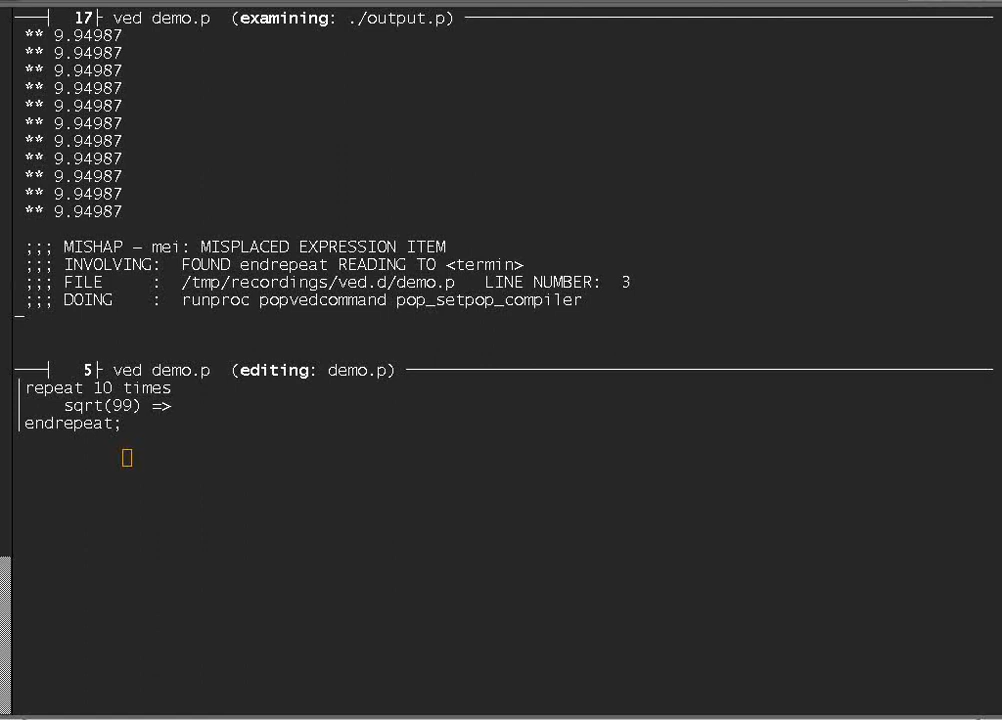 17 ved demo.p (examining: ./output.p)
** 9.94987
** 9.94987
** 9.94987
** 9.94987
** 9.94987
** 9.94987
** 9.94987
** 9.94987
** 9.94987
** 9.94987
** 9.94987
;;; MISHAP - mei: MISPLACED EXPRESSION ITEM
;;; INVOLVING:  FOUND endrepeat READING TO <termin>
;;; FILE     :  /tmp/recordings/ved.d/demo.p   LINE NUMBER:  3
;;; DOING    :  runproc popvedcommand pop_setpop_compiler
5 ved demo.p (editing: demo.p)
repeat 10 times
    sqrt(99) =>
endrepeat;